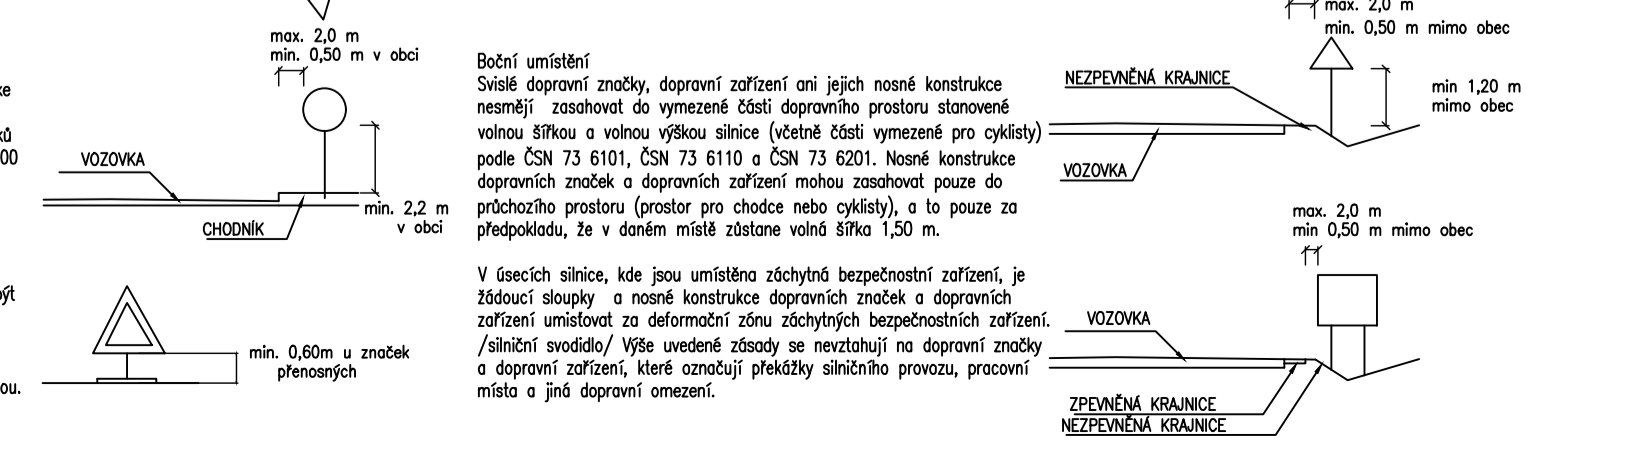 max. 2,0 m
min. 0,50 m v obci
VOZOVKA
CHODNÍK
min. 2,2 m
v obci
min. 0,60m u značek
přenosných
ků
00
být
ou.
Boční umístění
Svislé dopravní značky, dopravní zařízení ani jejich nosné konstrukce
nesmějí zasahovat do vymezené části dopravního prostoru stanovené
volnou šířkou a volnou výškou silnice (včetně části vymezené pro cyklisty)
podle ČSN 73 6101, ČSN 73 6110 a ČSN 73 6201. Nosné konstrukce
dopravních značek a dopravních zařízení mohou zasahovat pouze do
průchozího prostoru (prostor pro chodce nebo cyklisty), a to pouze za
předpokladu, že v daném místě zůstane volná šířka 1,50 m.
V úsecích silnice, kde jsou umístěna záchytná bezpečnostní zařízení, je
žádoucí sloupky a nosné konstrukce dopravních značek a dopravních
zařízení umisťovat za deformační zónu záchytných bezpečnostních zařízení.
/silniční svodidlo/ Výše uvedené zásady se nevztahují na dopravní značky
a dopravní zařízení, které označují překážky silničního provozu, pracovní
místa a jiná dopravní omezení.
max. 2,0 m
min. 0,50 m mimo obec
NEZPEVNĚNÁ KRAJNICE
min 1,20 m
mimo obec
VOZOVKA
max. 2,0 m
min 0,50 m mimo obec
VOZOVKA
ZPEVNĚNÁ KRAJNICE
NEZPEVNĚNÁ KRAJNICE